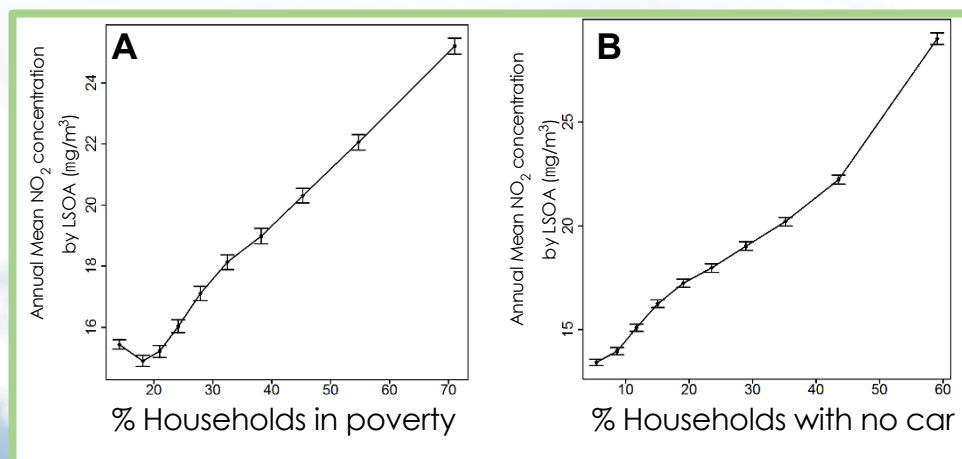 A
Annual Mean NO₂ concentration
by LSOA (mg/m³)
16
18
20
22
24
20
30
40
50
60
70
% Households in poverty
B
Annual Mean NO₂ concentration
by LSOA (mg/m³)
15
20
25
10
20
30
40
50
60
% Households with no car